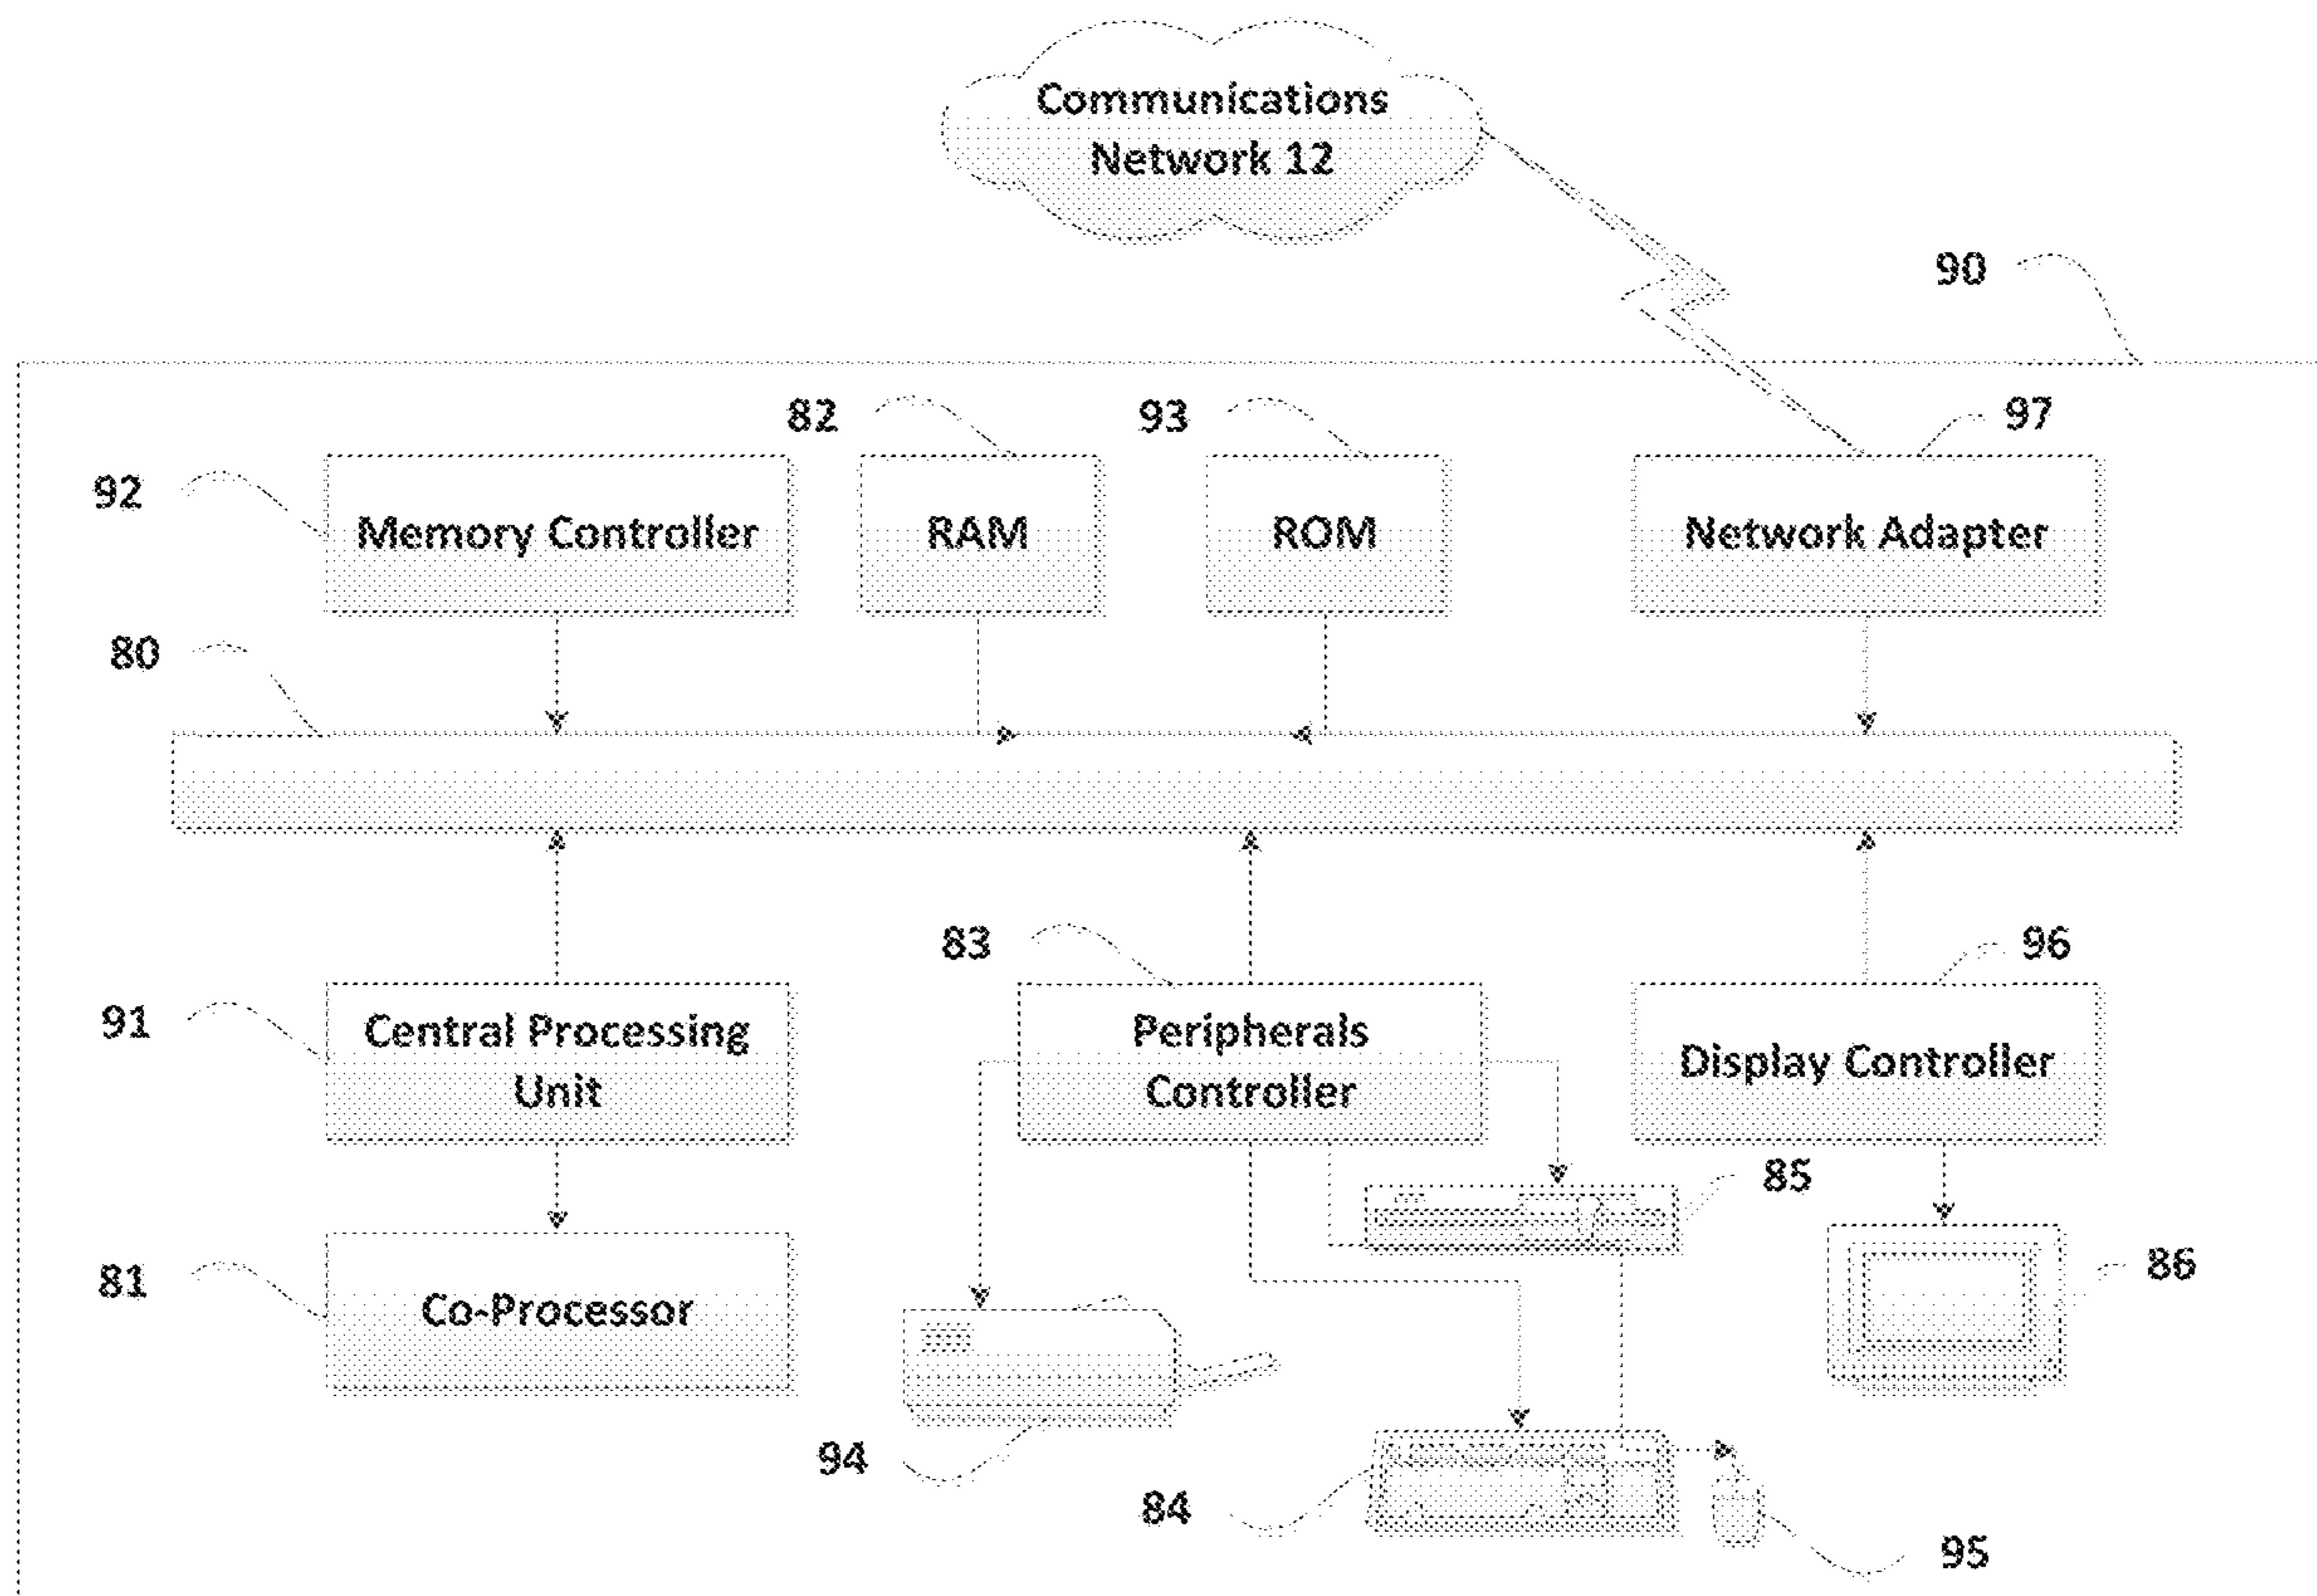 Communications
Network 12
90
82
93
97
92
Memory Controller
RAM
ROM
Network Adapter
80
83
96
91
Central Processing
Unit
Peripherals
Controller
Display Controller
85
81
Co-Processor
86
94
84
95